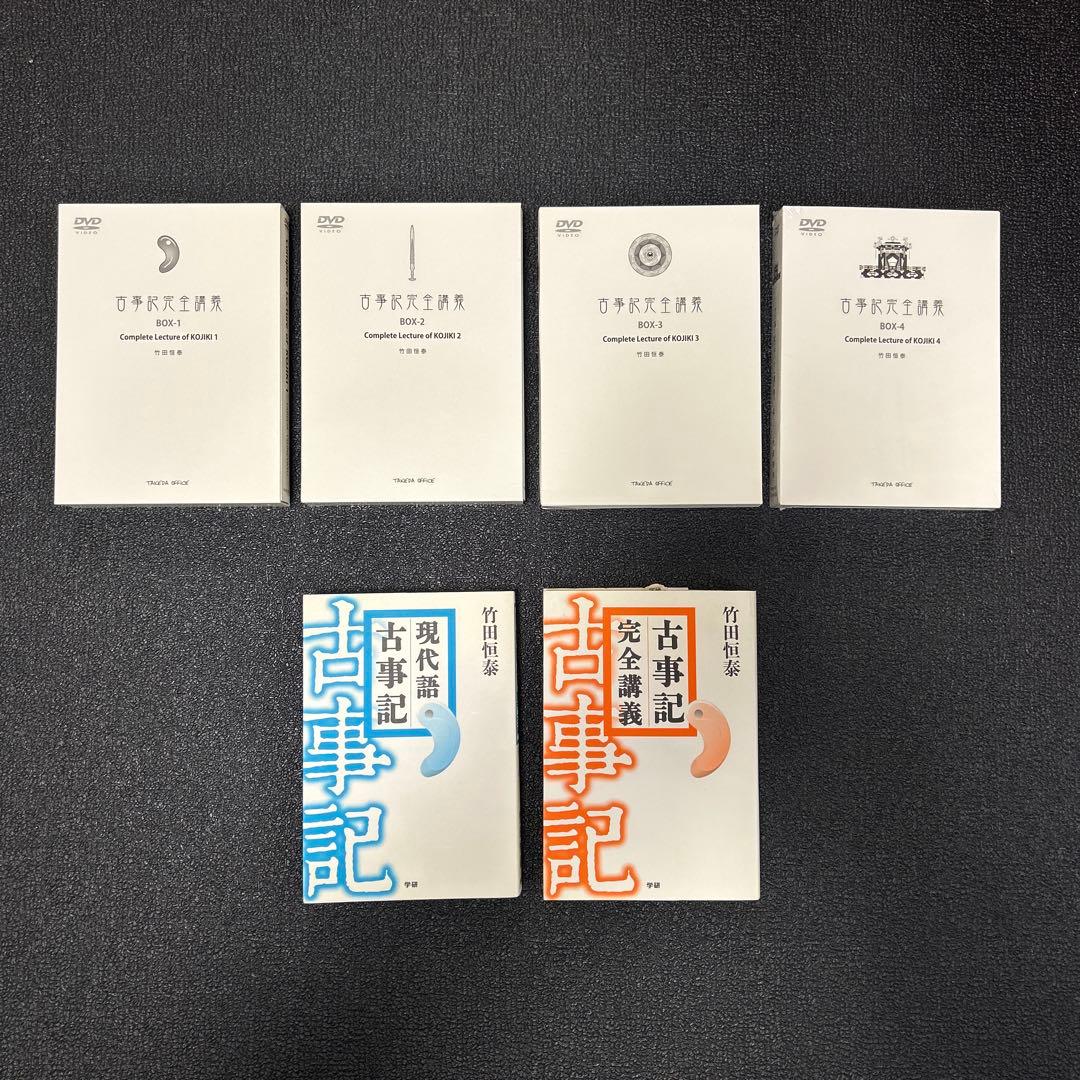 DVD
VIDEO
古事記完全講義
BOX-1
Complete Lecture of KOJIKI 1
竹田恒泰
TAKEDA OFFICE
DVD
VIDEO
古事記完全講義
BOX-2
Complete Lecture of KOJIKI 2
竹田恒泰
TAKEDA OFFICE
DVD
VIDEO
古事記完全講義
BOX-3
Complete Lecture of KOJIKI 3
竹田恒泰
TAKEDA OFFICE
DVD
VIDEO
古事記完全講義
BOX-4
Complete Lecture of KOJIKI 4
竹田恒泰
TAKEDA OFFICE
竹田恒泰
現代語
古事記
古事記
学研
竹田恒泰
古事記
完全講義
古事記
学研